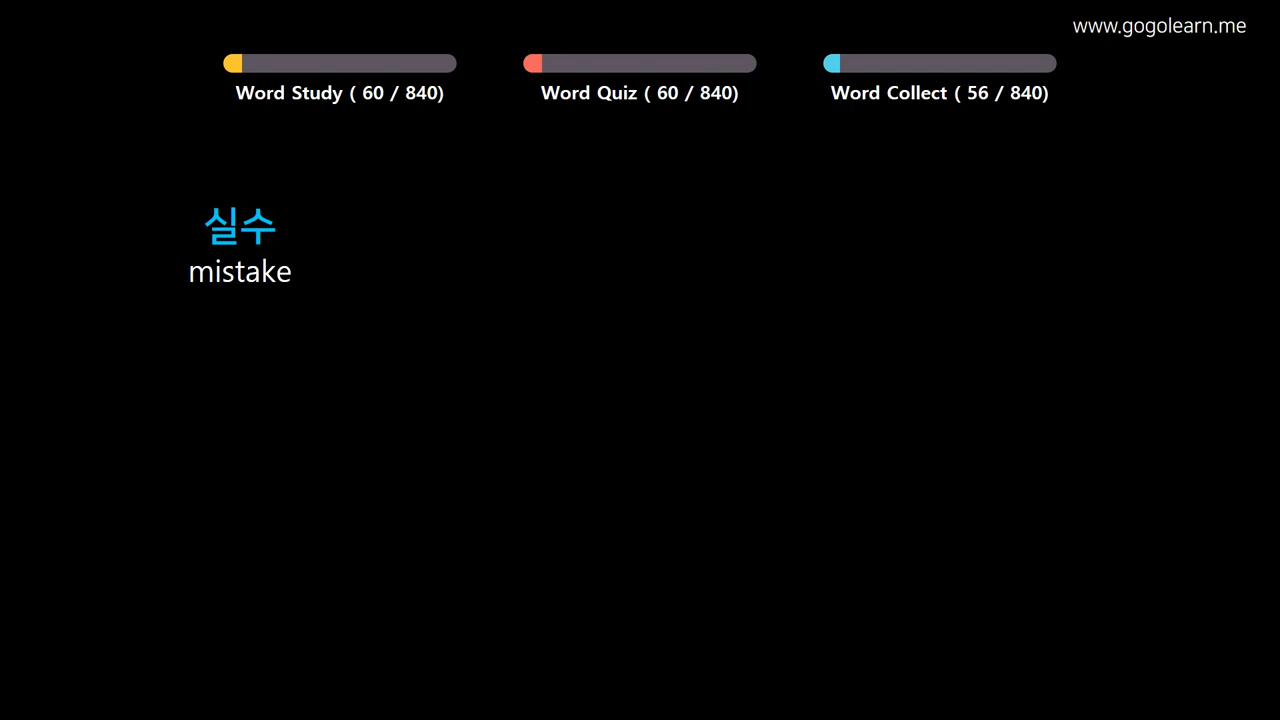 www.gogolearn.me
Word Study ( 60 / 840)
Word Quiz ( 60 / 840)
Word Collect ( 56 / 840)
실수
mistake